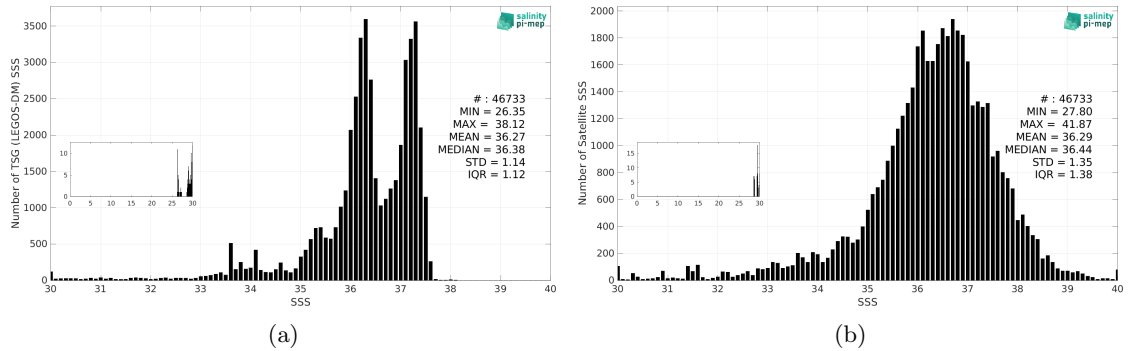 salinity
pi-mep
Number of TSG (LEGOS-DM) SSS
3500
3000
2500
2000
1500
1000
500
0
# : 46733
MIN = 26.35
MAX = 38.12
MEAN = 36.27
MEDIAN = 36.38
STD = 1.14
IQR = 1.12
10
5
0
0 5 10 15 20 25 30
30 31 32 33 34 35 36 37 38 39 40
SSS
(a)
salinity
pi-mep
Number of Satellite SSS
2000
1800
1600
1400
1200
1000
800
600
400
200
0
# : 46733
MIN = 27.80
MAX = 41.87
MEAN = 36.29
MEDIAN = 36.44
STD = 1.35
IQR = 1.38
15
10
5
0
0 5 10 15 20 25 30
30 31 32 33 34 35 36 37 38 39 40
SSS
(b)